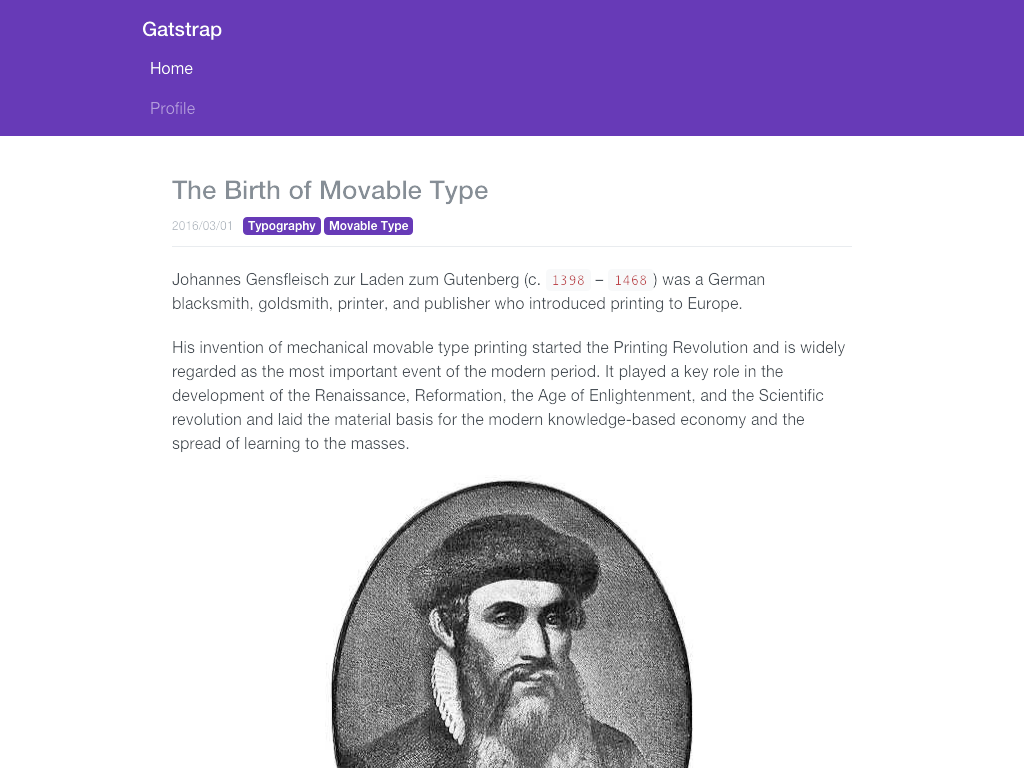 Gatstrap
Home
Profile
The Birth of Movable Type
2016/03/01 Typography Movable Type
Johannes Gensfleisch zur Laden zum Gutenberg (c. 1398 – 1468 ) was a German
blacksmith, goldsmith, printer, and publisher who introduced printing to Europe.
His invention of mechanical movable type printing started the Printing Revolution and is widely
regarded as the most important event of the modern period. It played a key role in the
development of the Renaissance, Reformation, the Age of Enlightenment, and the Scientific
revolution and laid the material basis for the modern knowledge-based economy and the
spread of learning to the masses.